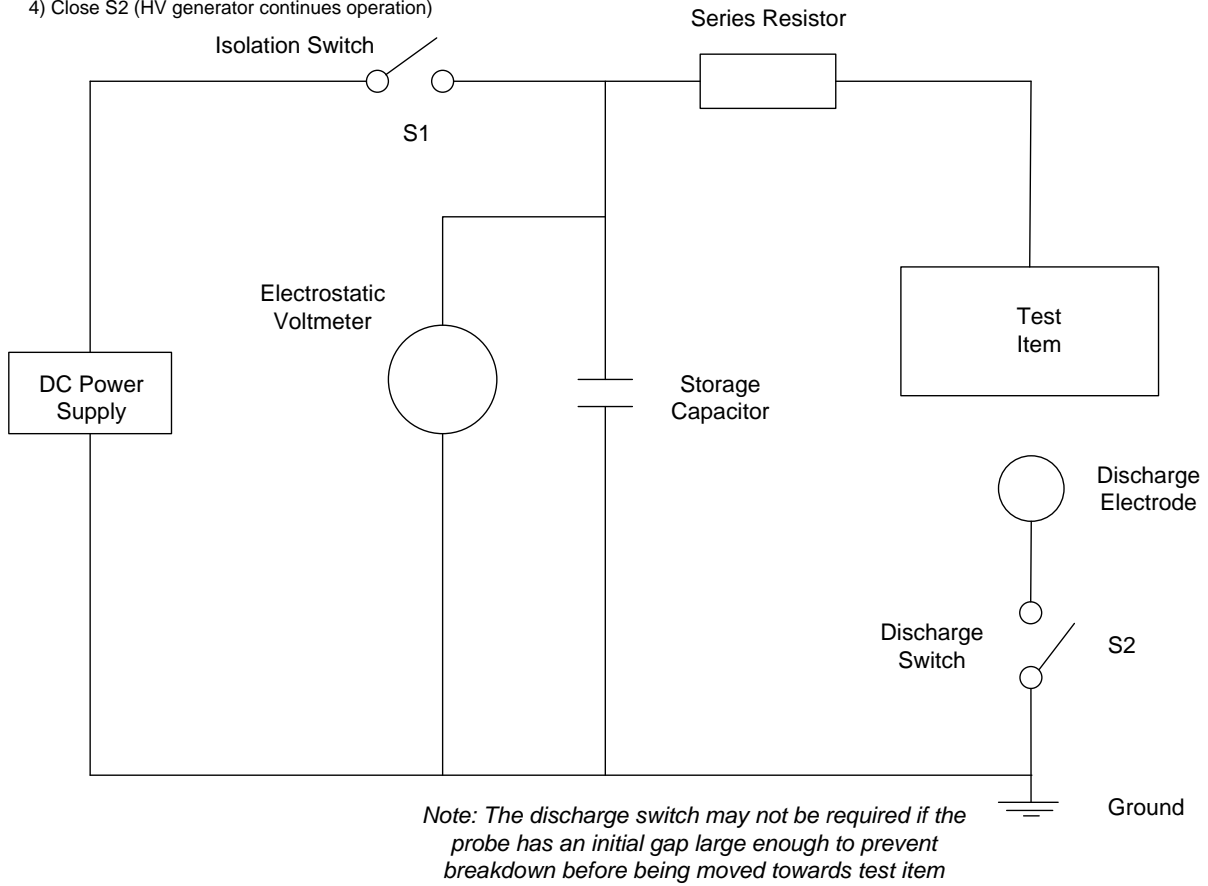 4) Close S2 (HV generator continues operation)
Series Resistor
Isolation Switch
S1
Electrostatic
Voltmeter
Test
Item
DC Power
Supply
Storage
Capacitor
Discharge
Electrode
Discharge
Switch
S2
Ground
Note: The discharge switch may not be required if the
probe has an initial gap large enough to prevent
breakdown before being moved towards test item